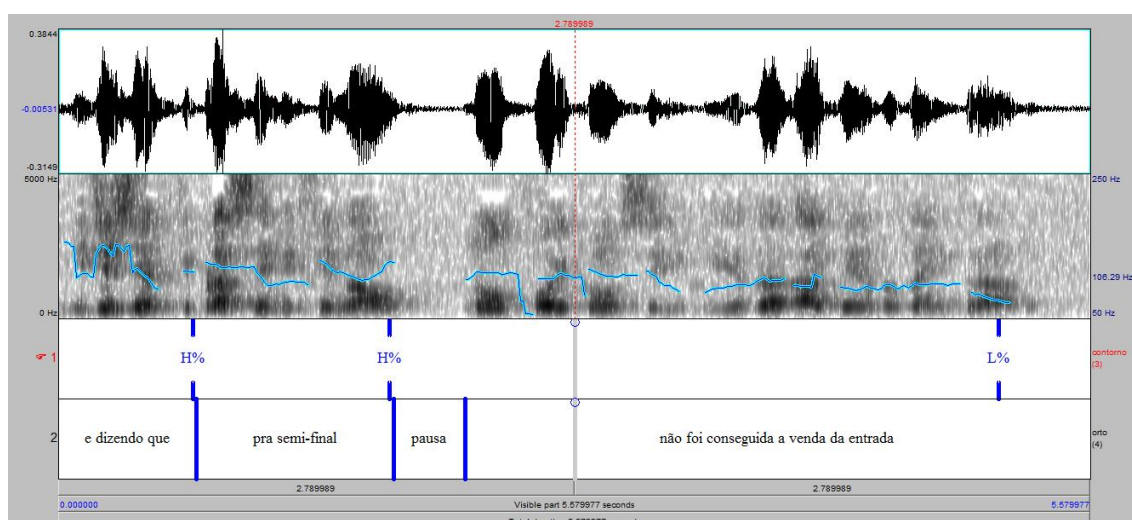 2.789989
0.3844
-0.00531
-0.3149
5000 Hz
250 Hz
106.29 Hz
0 Hz
50 Hz
1
H%
H%
L%
contorno
(3)
2
e dizendo que
pra semi-final
pausa
não foi conseguida a venda da entrada
orto
(4)
2.789989
2.789989
0.000000
Visible part 5.579977 seconds
5.579977